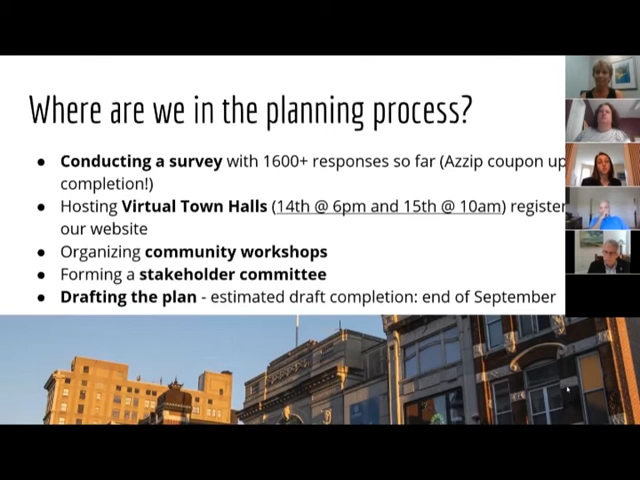 Where are we in the planning process?
● Conducting a survey with 1600+ responses so far (Azzip coupon up
completion!)
● Hosting Virtual Town Halls (14th @ 6pm and 15th @ 10am) register
our website
● Organizing community workshops
● Forming a stakeholder committee
● Drafting the plan - estimated draft completion: end of September